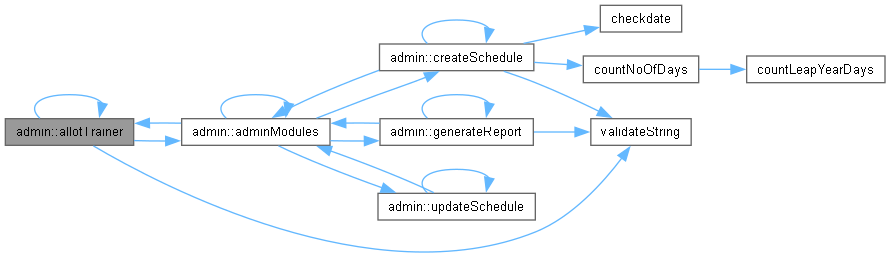 checkdate
admin::createSchedule
countNoOfDays
countLeapYearDays
admin::allotTrainer
admin::adminModules
admin::generateReport
validateString
admin::updateSchedule